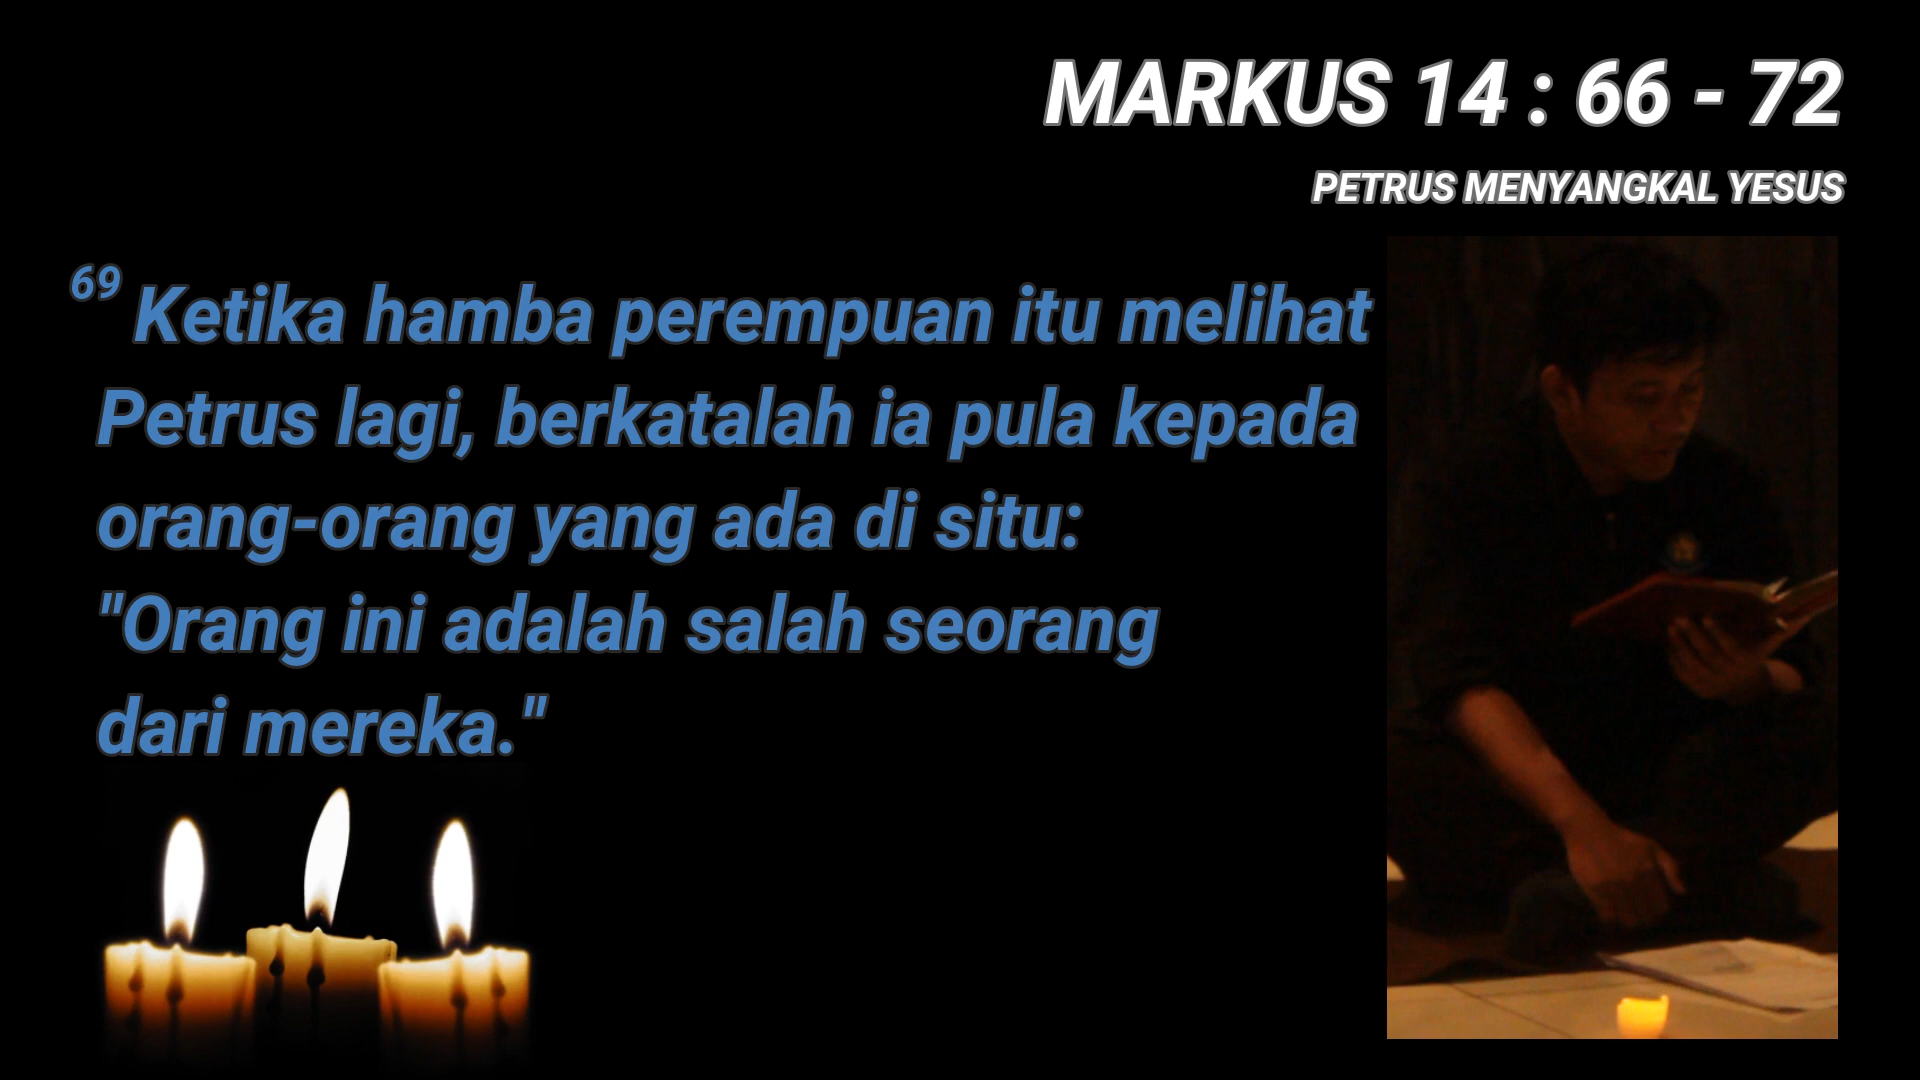 MARKUS 14 : 66 - 72
PETRUS MENYANGKAL YESUS
69 Ketika hamba perempuan itu melihat
Petrus lagi, berkatalah ia pula kepada
orang-orang yang ada di situ:
"Orang ini adalah salah seorang
dari mereka."